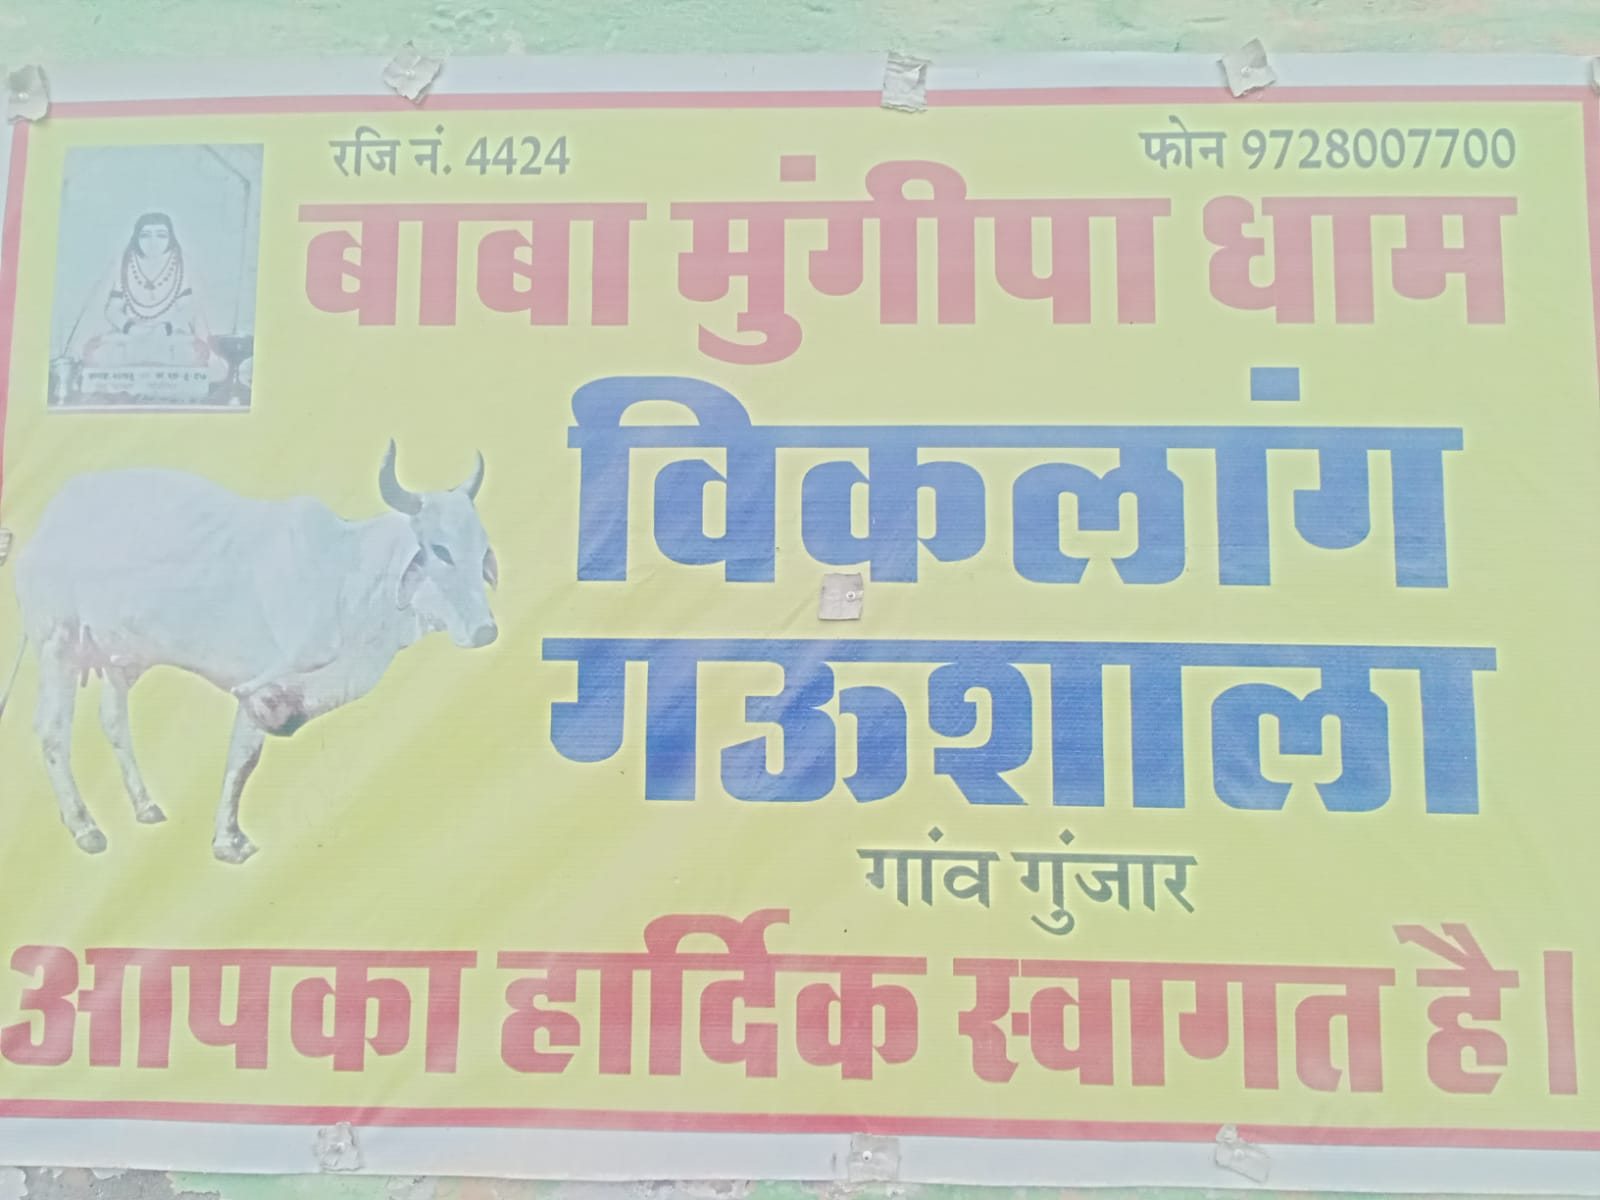 रजि नं. 4424
फोन 9728007700
बाबा मुंगीपा धाम
विकलांग
गऊशाला
गांव गुंजार
आपका हार्दिक स्वागत है।